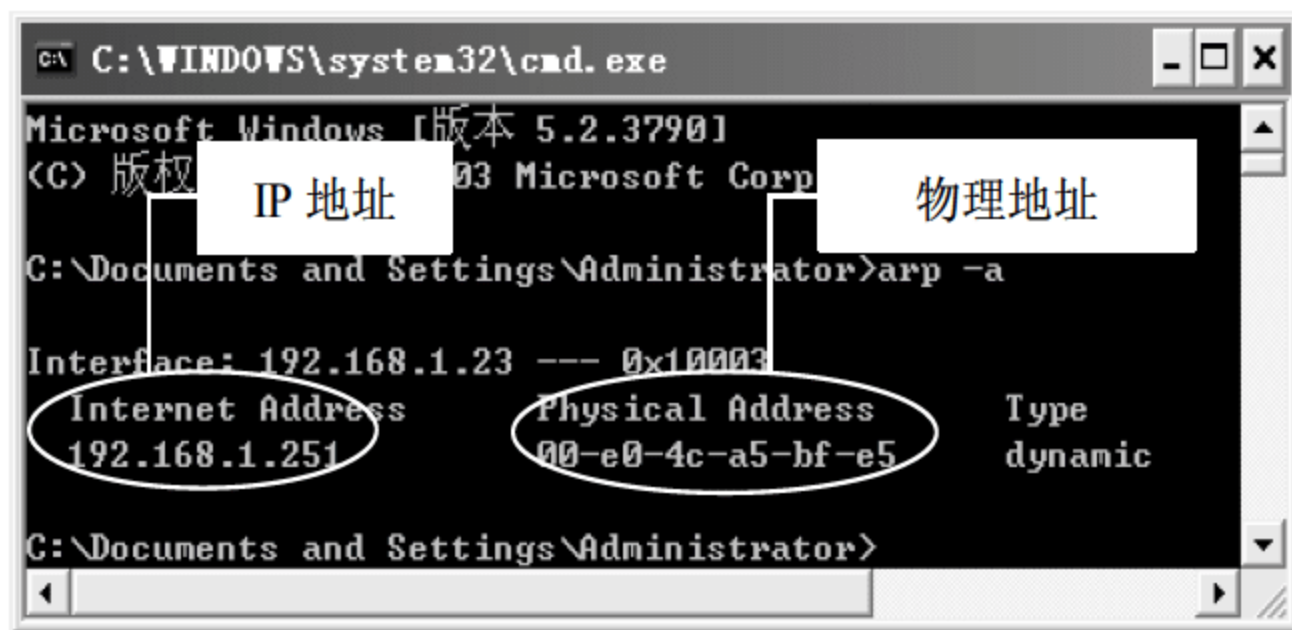 C:\WINDOWS\system32\cmd.exe
Microsoft Windows [版本 5.2.3790]
(C) 版权 03 Microsoft Corp
IP 地址
物理地址
C:\Documents and Settings\Administrator>arp -a
Interface: 192.168.1.23 --- 0x10003
Internet Address Physical Address Type
192.168.1.251 00-e0-4c-a5-bf-e5 dynamic
C:\Documents and Settings\Administrator>